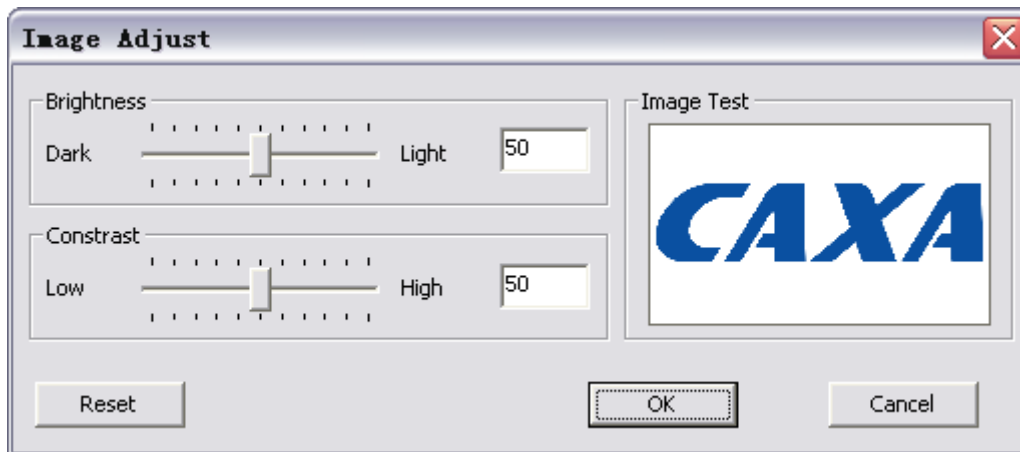 Image Adjust
Brightness
Dark
Light
50
Constrast
Low
High
50
Image Test
CAXA
Reset
OK
Cancel